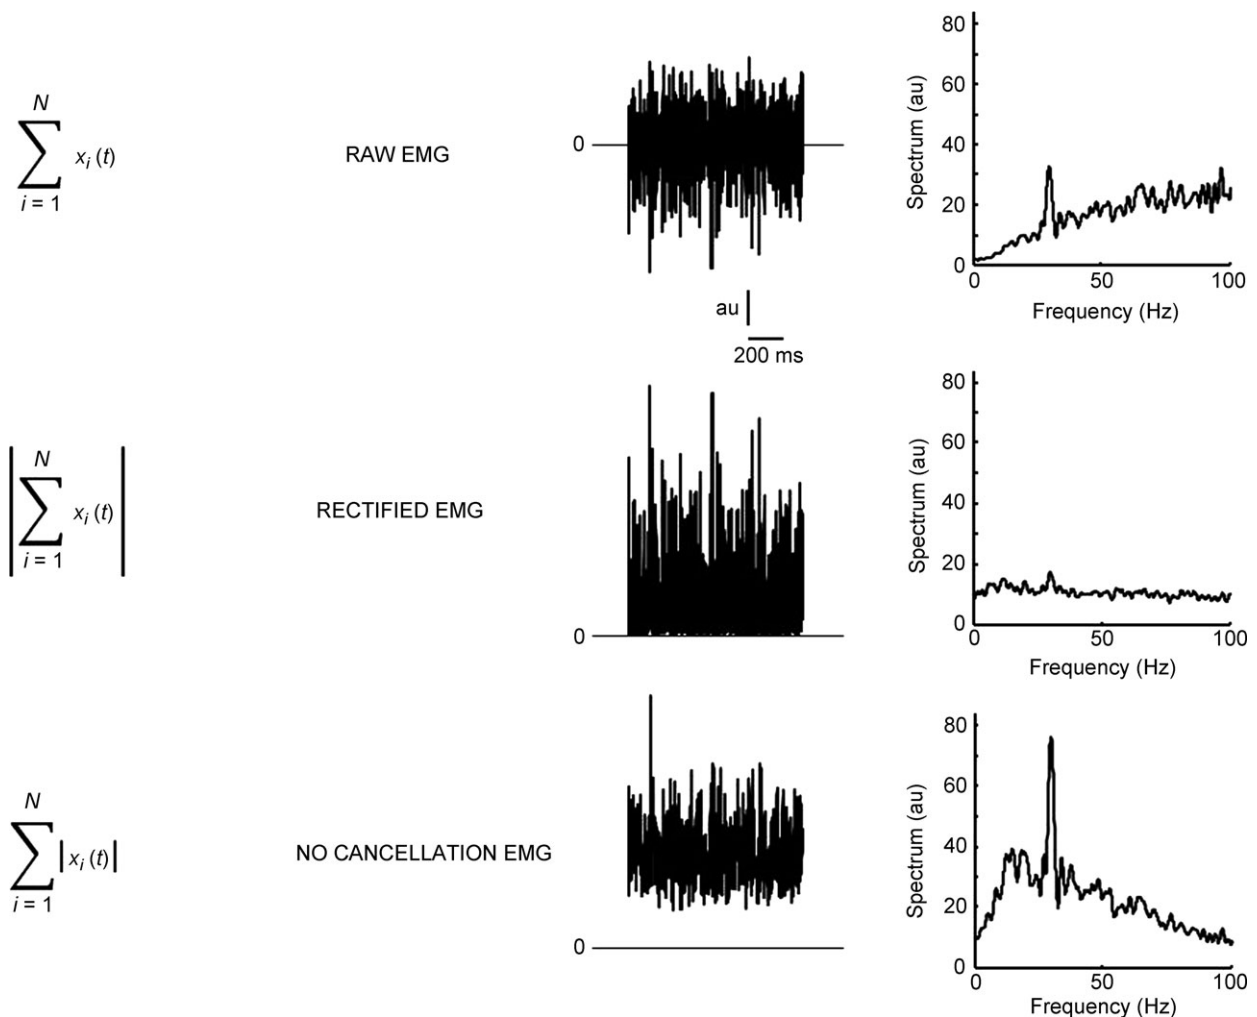 N
∑ xᵢ (t)
i = 1
RAW EMG
0
au
200 ms
Spectrum (au)
80
60
40
20
0
0 50 100
Frequency (Hz)
N
|∑ xᵢ (t)|
i = 1
RECTIFIED EMG
0
Spectrum (au)
80
60
40
20
0
0 50 100
Frequency (Hz)
N
∑ |xᵢ (t)|
i = 1
NO CANCELLATION EMG
0
Spectrum (au)
80
60
40
20
0
0 50 100
Frequency (Hz)